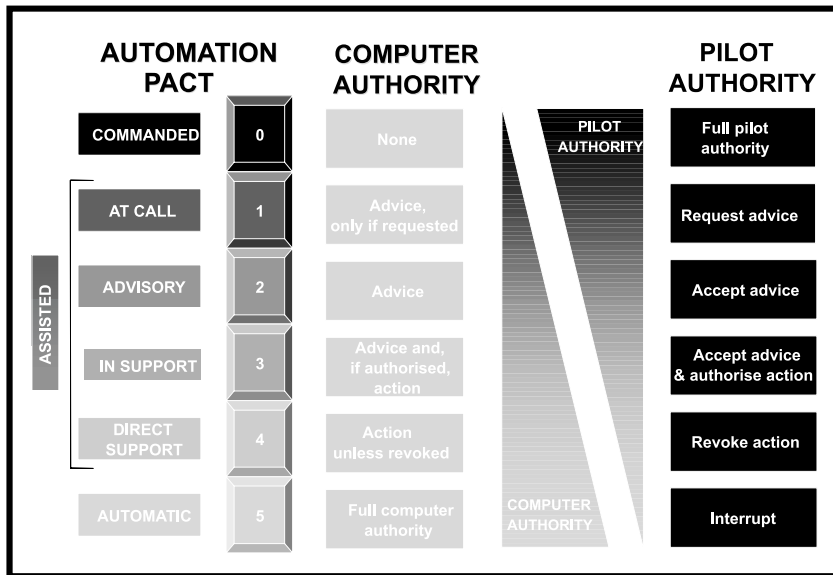 AUTOMATION
PACT
COMPUTER
AUTHORITY
PILOT
AUTHORITY
COMMANDED
0
None
PILOT
AUTHORITY
Full pilot
authority
AT CALL
1
Advice,
only if requested
Request advice
ASSISTED
ADVISORY
2
Advice
Accept advice
IN SUPPORT
3
Advice and,
if authorised,
action
Accept advice
& authorise action
DIRECT
SUPPORT
4
Action
unless revoked
Revoke action
AUTOMATIC
5
Full computer
authority
COMPUTER
AUTHORITY
Interrupt